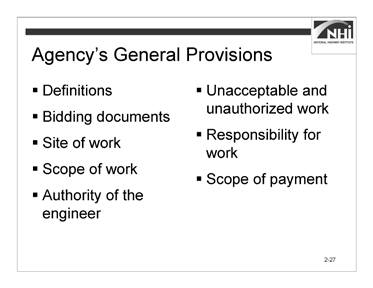 NHI
NATIONAL HIGHWAY INSTITUTE
Agency's General Provisions
▪ Definitions
▪ Bidding documents
▪ Site of work
▪ Scope of work
▪ Authority of the
engineer
▪ Unacceptable and
unauthorized work
▪ Responsibility for
work
▪ Scope of payment
2-27